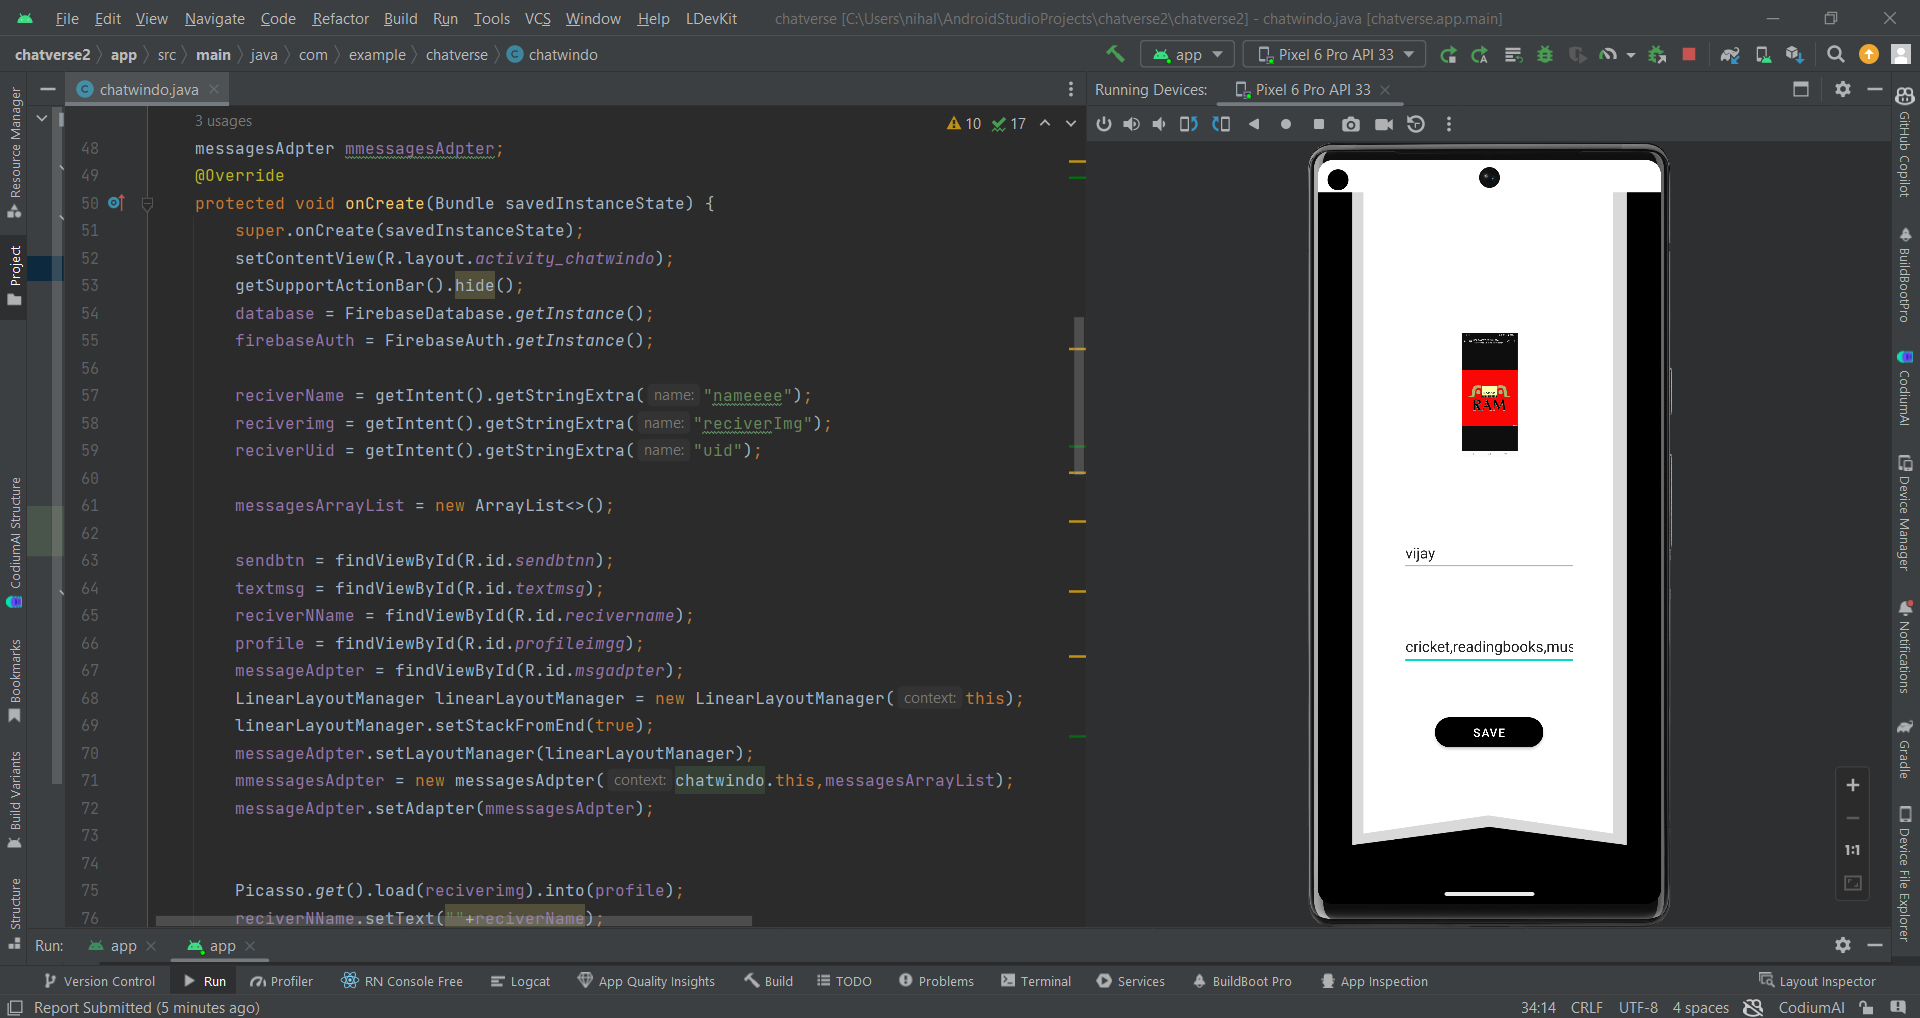 File Edit View Navigate Code Refactor Build Run Tools VCS Window Help LDevKit chatverse [C:\Users\nihal\AndroidStudioProjects\chatverse2\chatverse2] - chatwindo.java [chatverse.app.main]
chatverse2 app src main java com example chatverse C chatwindo app Pixel 6 Pro API 33
C chatwindo.java
Running Devices: Pixel 6 Pro API 33
3 usages
10 17
48 messagesAdpter mmessagesAdpter;
49 @Override
50 protected void onCreate(Bundle savedInstanceState) {
51 super.onCreate(savedInstanceState);
52 setContentView(R.layout.activity_chatwindo);
53 getSupportActionBar().hide();
54 database = FirebaseDatabase.getInstance();
55 firebaseAuth = FirebaseAuth.getInstance();
56
57 reciverName = getIntent().getStringExtra( name: "nameeee");
58 reciverimg = getIntent().getStringExtra( name: "reciverImg");
59 reciverUid = getIntent().getStringExtra( name: "uid");
60
61 messagesArrayList = new ArrayList<>();
62
63 sendbtn = findViewById(R.id.sendbtnn);
64 textmsg = findViewById(R.id.textmsg);
65 reciverNName = findViewById(R.id.recivername);
66 profile = findViewById(R.id.profileimgg);
67 messageAdpter = findViewById(R.id.msgadpter);
68 LinearLayoutManager linearLayoutManager = new LinearLayoutManager( context: this);
69 linearLayoutManager.setStackFromEnd(true);
70 messageAdpter.setLayoutManager(linearLayoutManager);
71 mmessagesAdpter = new messagesAdpter( context: chatwindo.this,messagesArrayList);
72 messageAdpter.setAdapter(mmessagesAdpter);
73
74
75 Picasso.get().load(reciverimg).into(profile);
76 reciverNName.setText(""+reciverName);
RAM
vijay
cricket,readingbooks,mus
SAVE
1:1
Resource Manager
Project
CodiumAI Structure
Bookmarks
Build Variants
Structure
GitHub Copilot
BuildBootPro
CodiumAI
Device Manager
Notifications
Gradle
Device File Explorer
Run: app app
Version Control Run Profiler RN Console Free Logcat App Quality Insights Build TODO Problems Terminal Services BuildBoot Pro App Inspection Layout Inspector
Report Submitted (5 minutes ago) 34:14 CRLF UTF-8 4 spaces CodiumAI